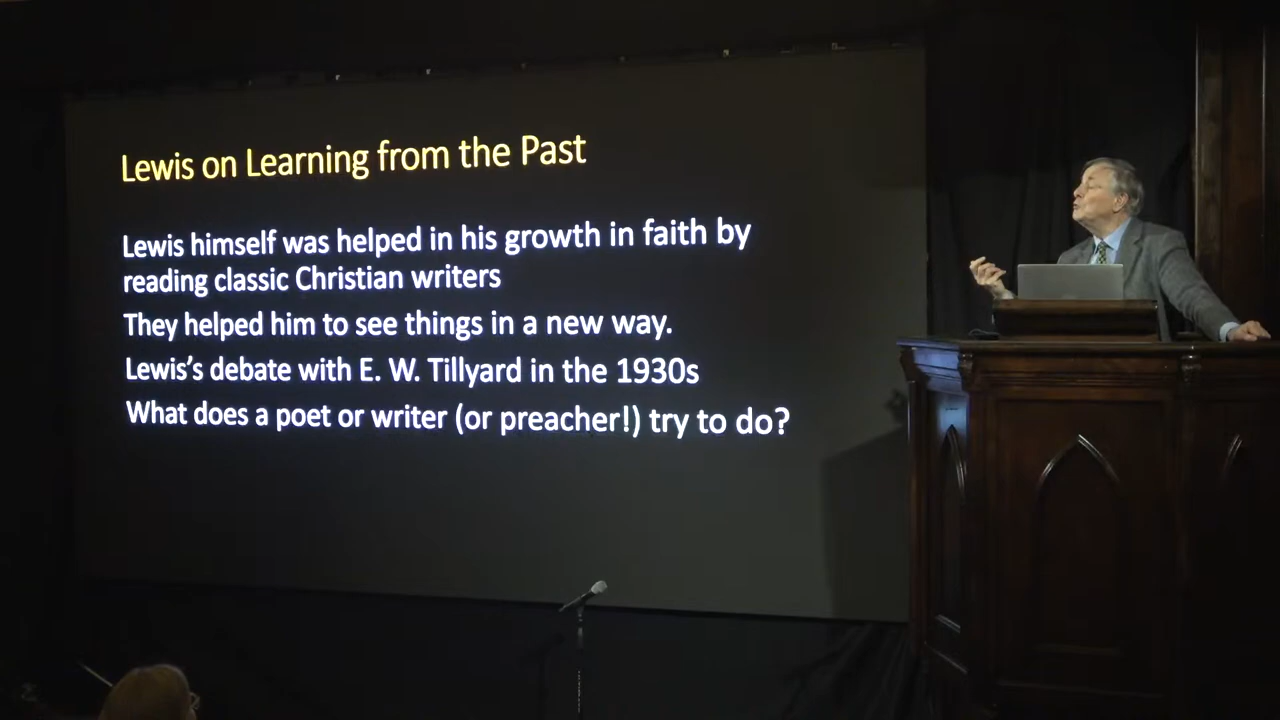 Lewis on Learning from the Past
Lewis himself was helped in his growth in faith by
reading classic Christian writers
They helped him to see things in a new way.
Lewis’s debate with E. W. Tillyard in the 1930s
What does a poet or writer (or preacher!) try to do?